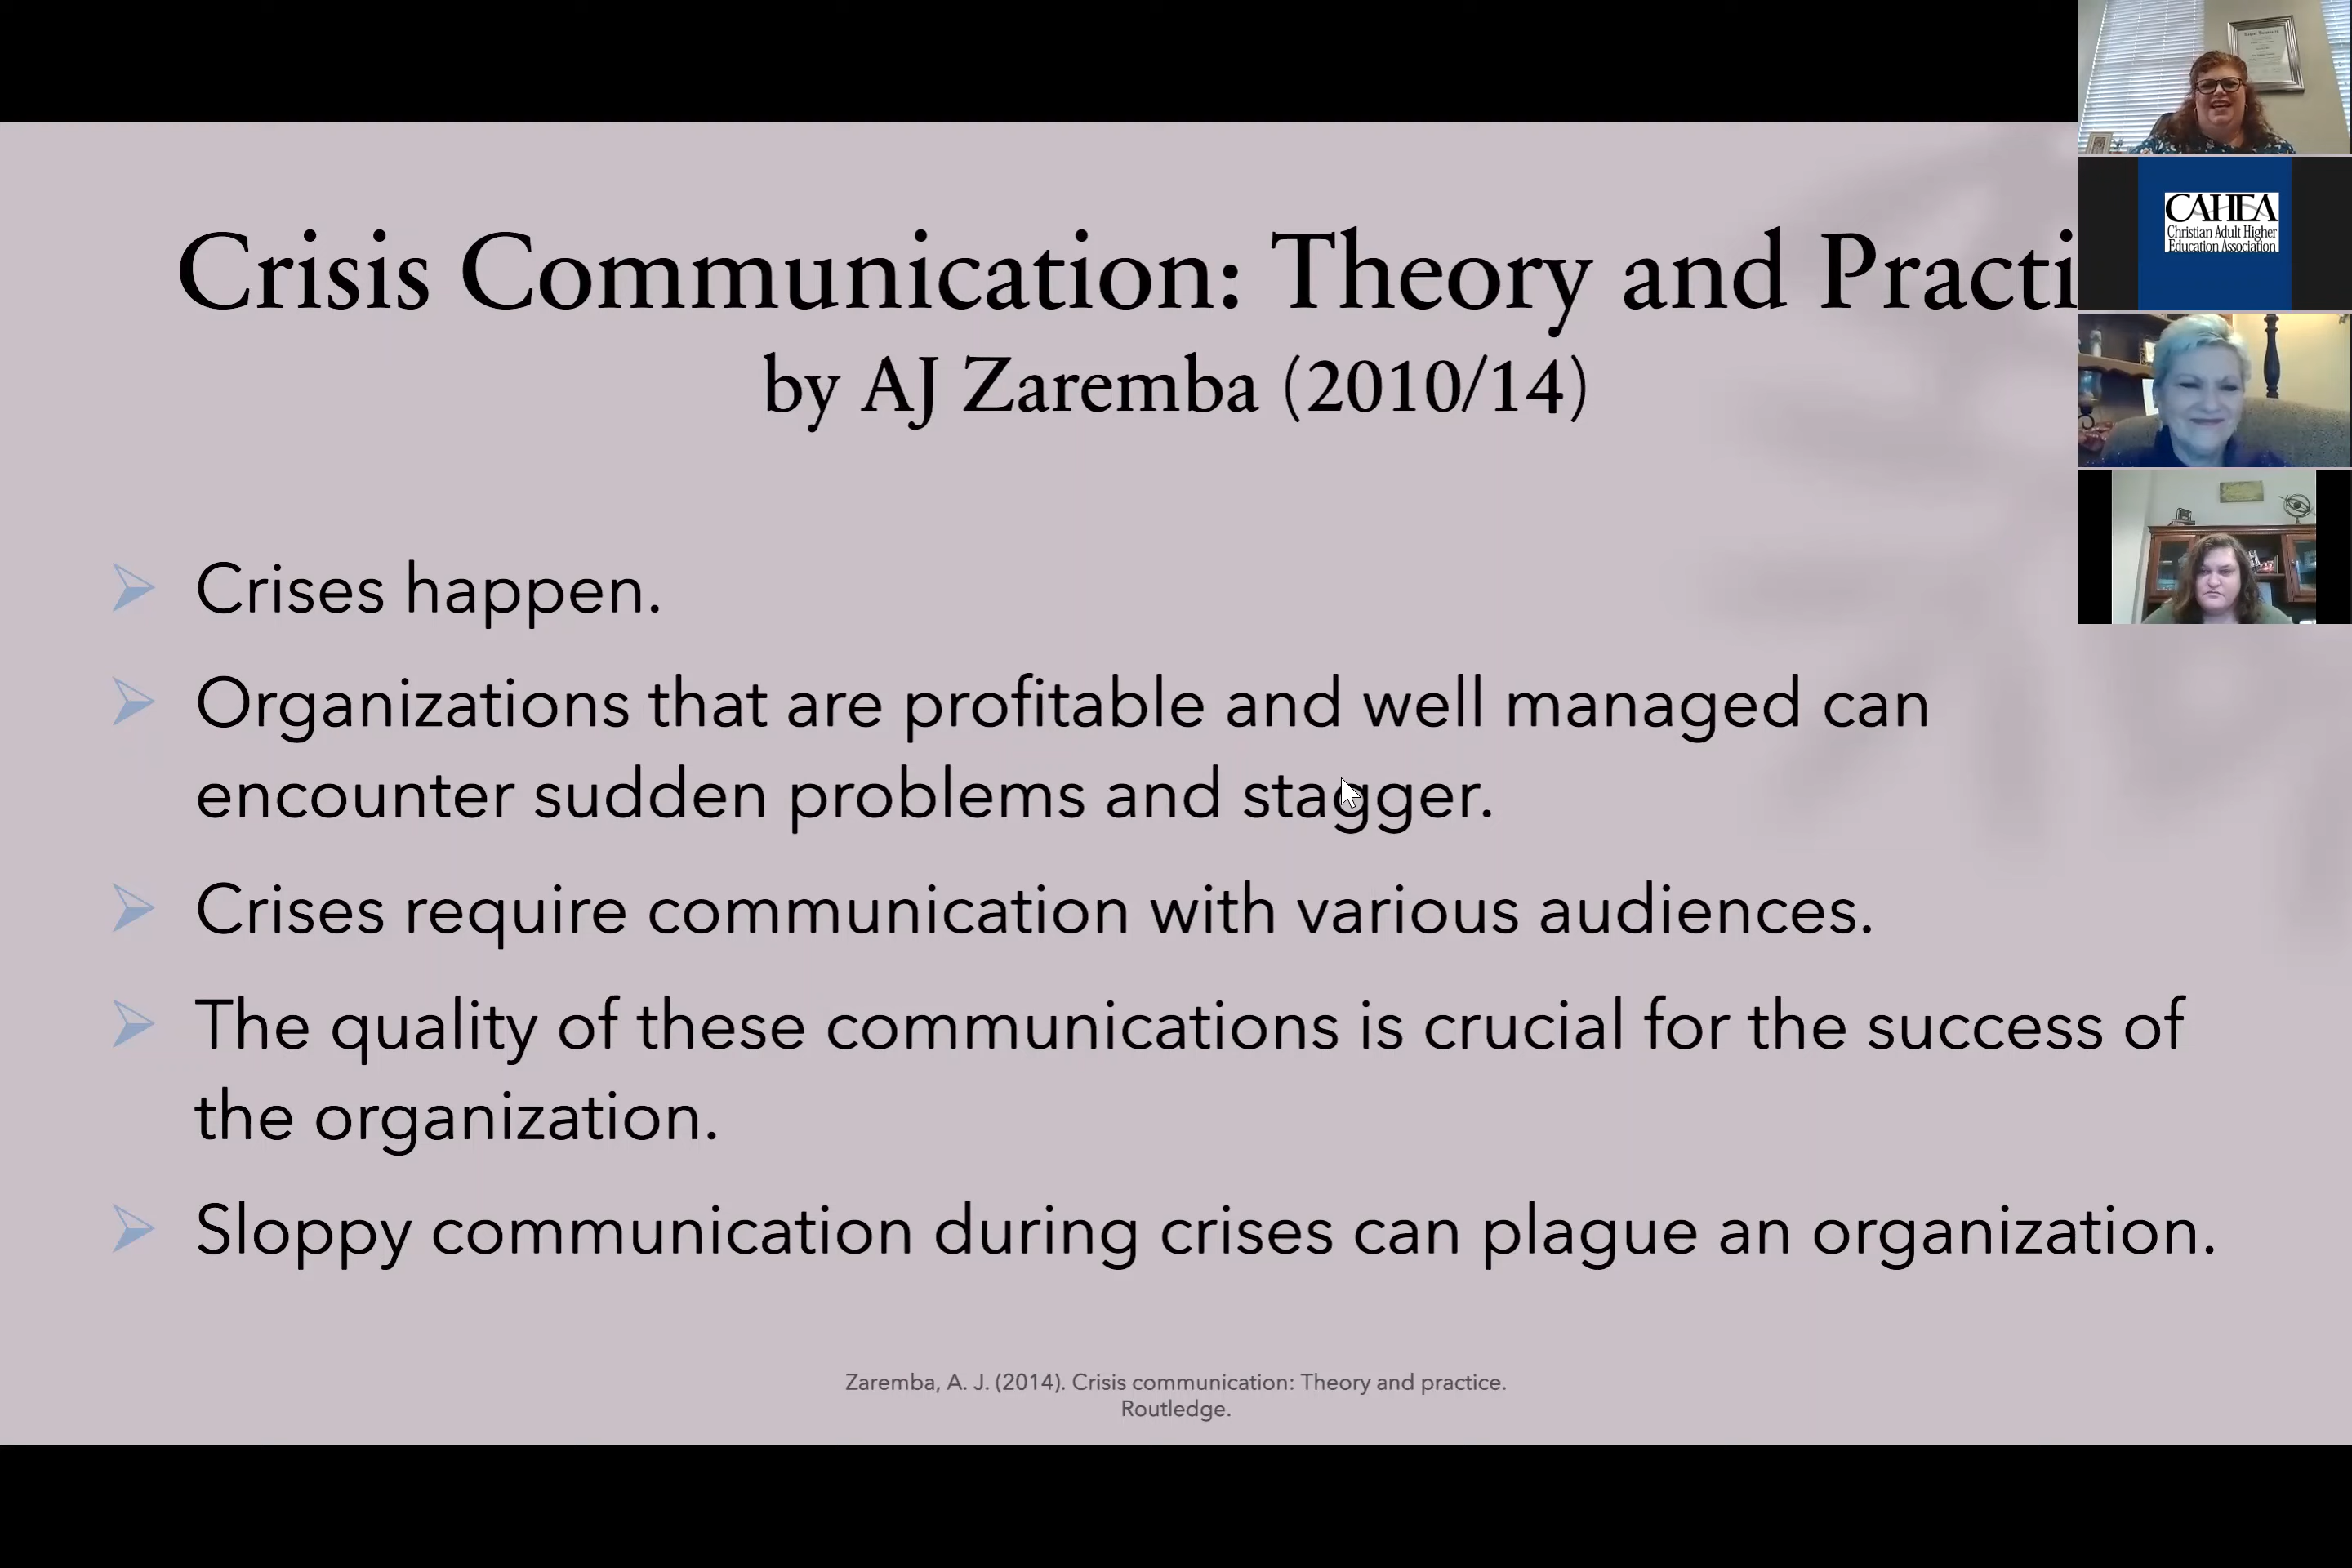 Crisis Communication: Theory and Practi
by AJ Zaremba (2010/14)
Crises happen.
Organizations that are profitable and well managed can
encounter sudden problems and stagger.
Crises require communication with various audiences.
The quality of these communications is crucial for the success of
the organization.
Sloppy communication during crises can plague an organization.
Zaremba, A. J. (2014). Crisis communication: Theory and practice.
Routledge.
CAHEA
Christian Adult Higher
Education Association